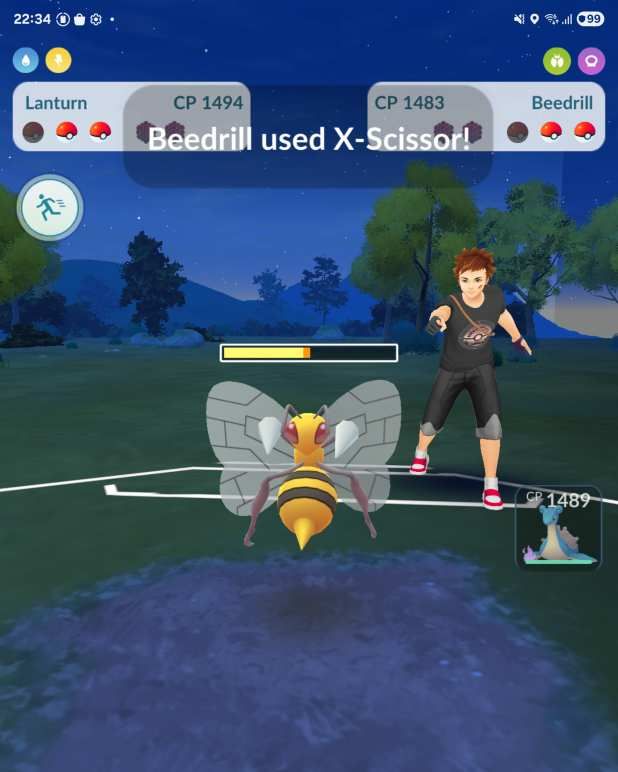 22:34
99
Lanturn CP 1494
CP 1483 Beedrill
Beedrill used X-Scissor!
CP 1489